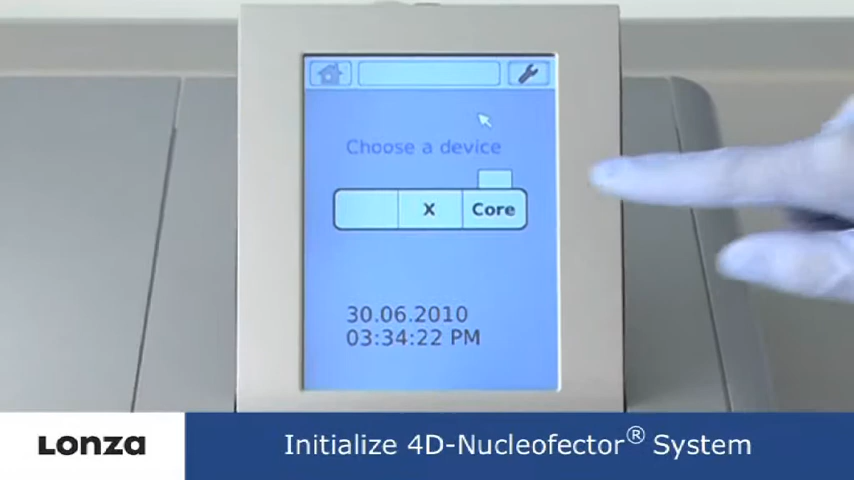 Choose a device
X Core
30.06.2010
03:34:22 PM
Lonza
Initialize 4D-Nucleofector® System